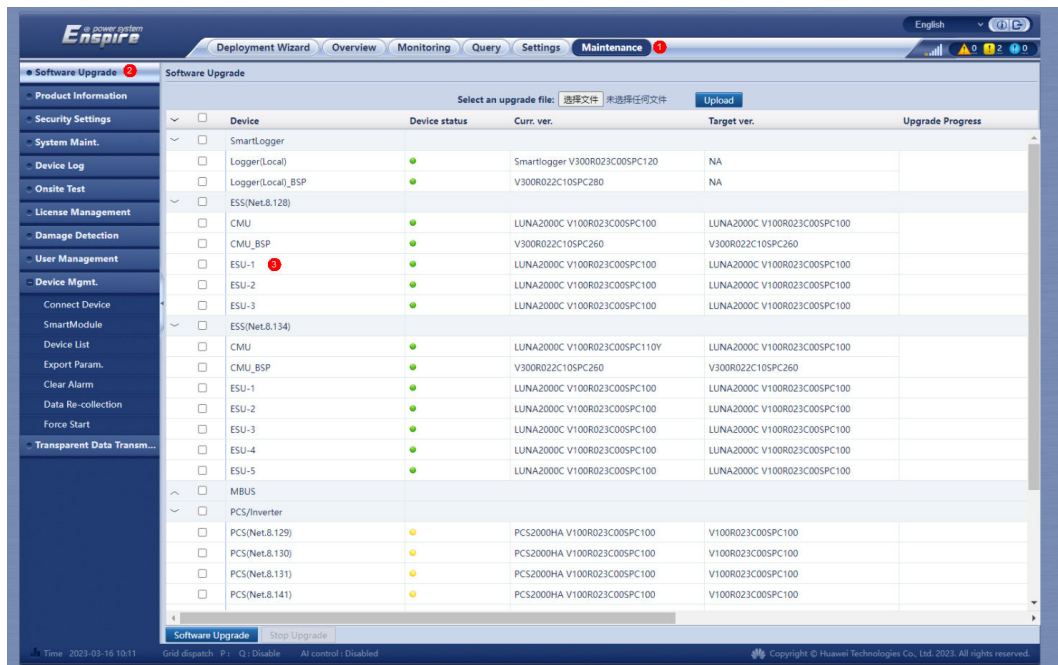 English
@ power system
Enspire
Deployment Wizard Overview Monitoring Query Settings Maintenance 1
0 2 0
Software Upgrade 2
Software Upgrade
Product Information
Security Settings
System Maint.
Device Log
Onsite Test
License Management
Damage Detection
User Management
Device Mgmt.
Connect Device
SmartModule
Device List
Export Param.
Clear Alarm
Data Re-collection
Force Start
Transparent Data Transm...
Select an upgrade file: 选择文件 未选择任何文件 Upload
Device Device status Curr. ver. Target ver. Upgrade Progress
SmartLogger
Logger(Local) Smartlogger V300R023C00SPC120 NA
Logger(Local)_BSP V300R022C10SPC280 NA
ESS(Net.8.128)
CMU LUNA2000C V100R023C00SPC100 LUNA2000C V100R023C00SPC100
CMU_BSP V300R022C10SPC260 V300R022C10SPC260
ESU-1 3 LUNA2000C V100R023C00SPC100 LUNA2000C V100R023C00SPC100
ESU-2 LUNA2000C V100R023C00SPC100 LUNA2000C V100R023C00SPC100
ESU-3 LUNA2000C V100R023C00SPC100 LUNA2000C V100R023C00SPC100
ESS(Net.8.134)
CMU LUNA2000C V100R023C00SPC110Y LUNA2000C V100R023C00SPC100
CMU_BSP V300R022C10SPC260 V300R022C10SPC260
ESU-1 LUNA2000C V100R023C00SPC100 LUNA2000C V100R023C00SPC100
ESU-2 LUNA2000C V100R023C00SPC100 LUNA2000C V100R023C00SPC100
ESU-3 LUNA2000C V100R023C00SPC100 LUNA2000C V100R023C00SPC100
ESU-4 LUNA2000C V100R023C00SPC100 LUNA2000C V100R023C00SPC100
ESU-5 LUNA2000C V100R023C00SPC100 LUNA2000C V100R023C00SPC100
MBUS
PCS/Inverter
PCS(Net.8.129) PCS2000HA V100R023C00SPC100 V100R023C00SPC100
PCS(Net.8.130) PCS2000HA V100R023C00SPC100 V100R023C00SPC100
PCS(Net.8.131) PCS2000HA V100R023C00SPC100 V100R023C00SPC100
PCS(Net.8.141) PCS2000HA V100R023C00SPC100 V100R023C00SPC100
Software Upgrade Stop Upgrade
Time 2023-03-16 10:11 Grid dispatch P : Q : Disable AI control : Disabled Copyright © Huawei Technologies Co., Ltd. 2023. All rights reserved.